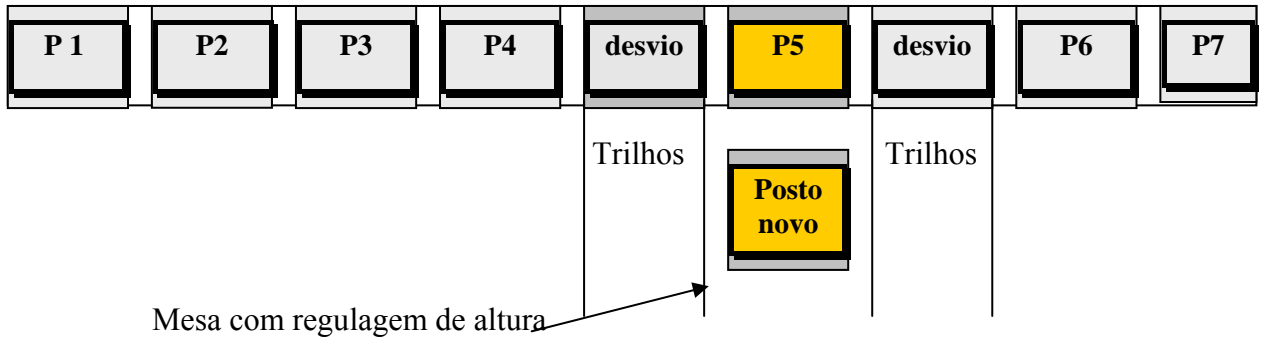 P 1 P2 P3 P4 desvio P5 desvio P6 P7
Trilhos Trilhos
Posto
novo
Mesa com regulagem de altura